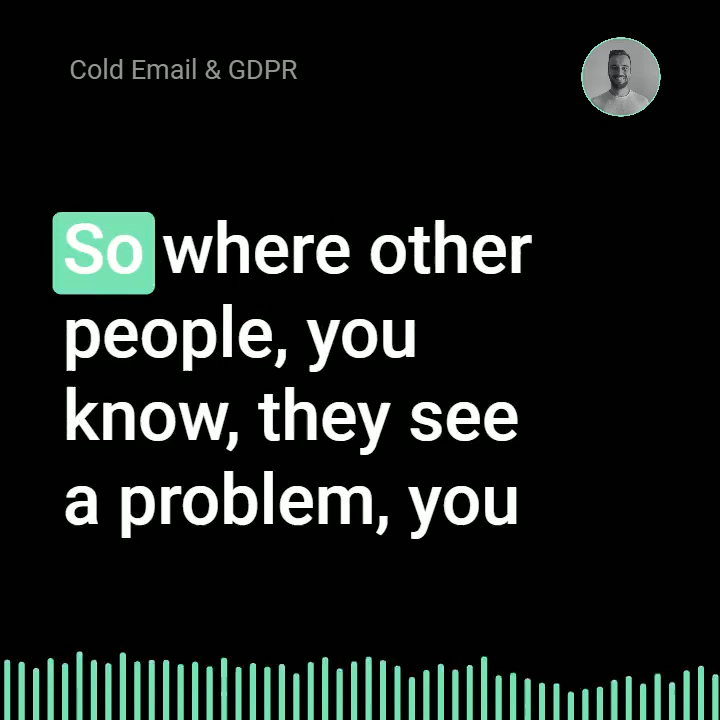 Cold Email & GDPR
So where other
people, you
know, they see
a problem, you